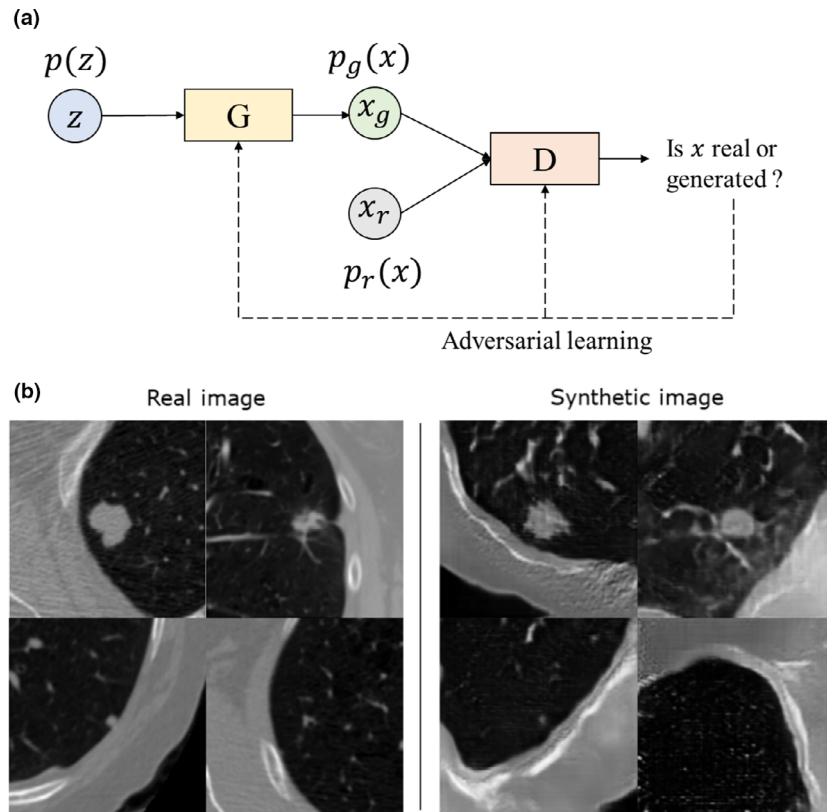 (a)
p(z)
p_g(x)
z
G
x_g
D
Is x real or
generated ?
x_r
p_r(x)
Adversarial learning
(b)
Real image
Synthetic image